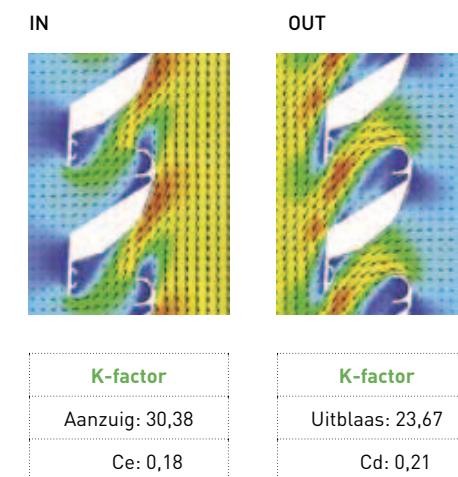 IN
OUT
K-factor
Aanzuig: 30,38
Ce: 0,18
K-factor
Uitblaas: 23,67
Cd: 0,21